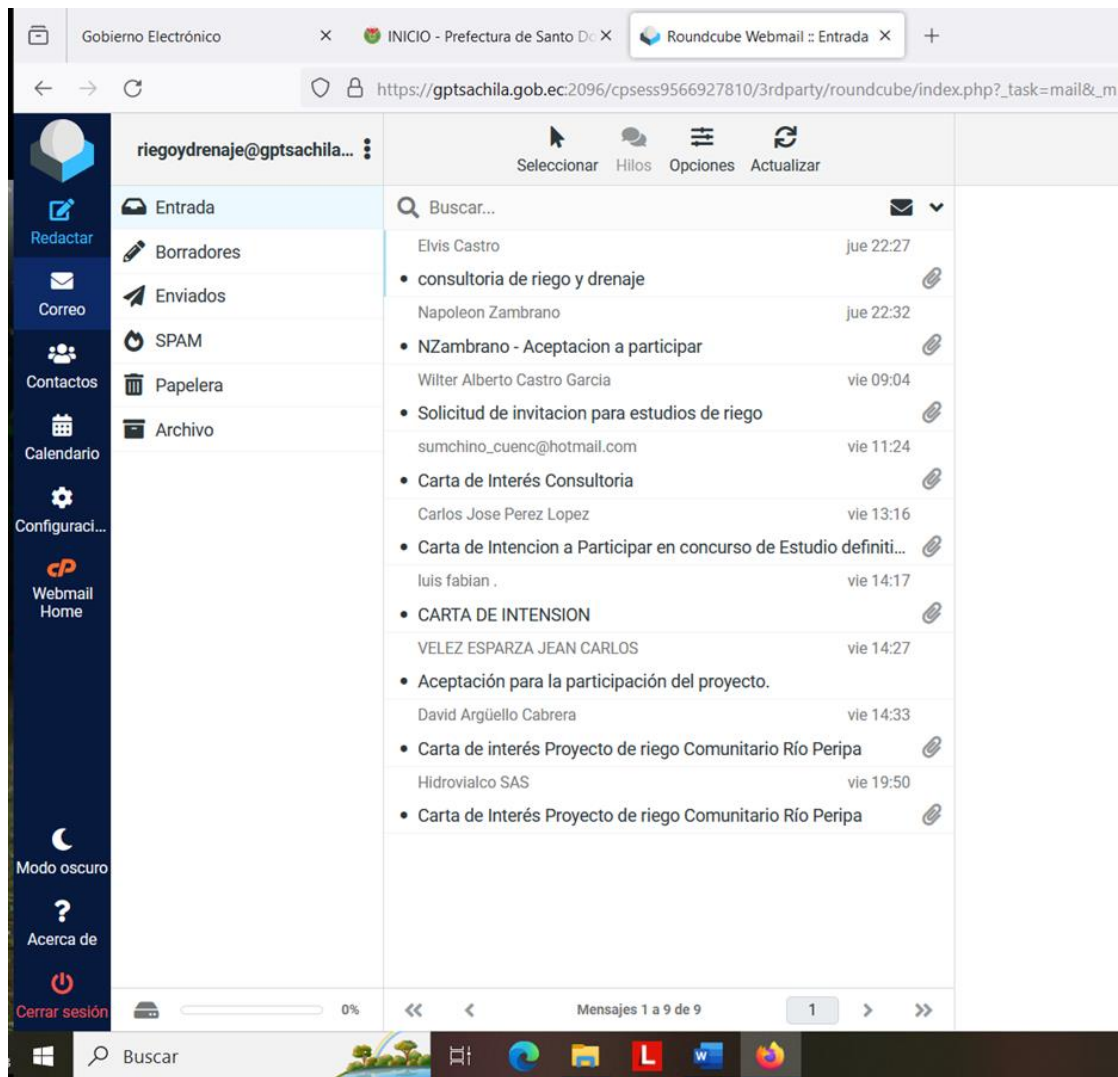 Gobierno Electrónico
INICIO - Prefectura de Santo Do
Roundcube Webmail :: Entrada
https://gptsachila.gob.ec:2096/cpsess9566927810/3rdparty/roundcube/index.php?_task=mail&_m
riegoydrenaje@gptsachila...
Seleccionar Hilos Opciones Actualizar
Redactar
Correo
Contactos
Calendario
Configuraci...
cP
Webmail
Home
Modo oscuro
Acerca de
Cerrar sesión
Entrada
Borradores
Enviados
SPAM
Papelera
Archivo
0%
Buscar...
Elvis Castro jue 22:27
• consultoria de riego y drenaje
Napoleon Zambrano jue 22:32
• NZambrano - Aceptacion a participar
Wilter Alberto Castro Garcia vie 09:04
• Solicitud de invitacion para estudios de riego
sumchino_cuenc@hotmail.com vie 11:24
• Carta de Interés Consultoria
Carlos Jose Perez Lopez vie 13:16
• Carta de Intencion a Participar en concurso de Estudio definiti...
luis fabian . vie 14:17
• CARTA DE INTENSION
VELEZ ESPARZA JEAN CARLOS vie 14:27
• Aceptación para la participación del proyecto.
David Argüello Cabrera vie 14:33
• Carta de interés Proyecto de riego Comunitario Río Peripa
Hidrovialco SAS vie 19:50
• Carta de Interés Proyecto de riego Comunitario Río Peripa
Mensajes 1 a 9 de 9 1
Buscar
L
W